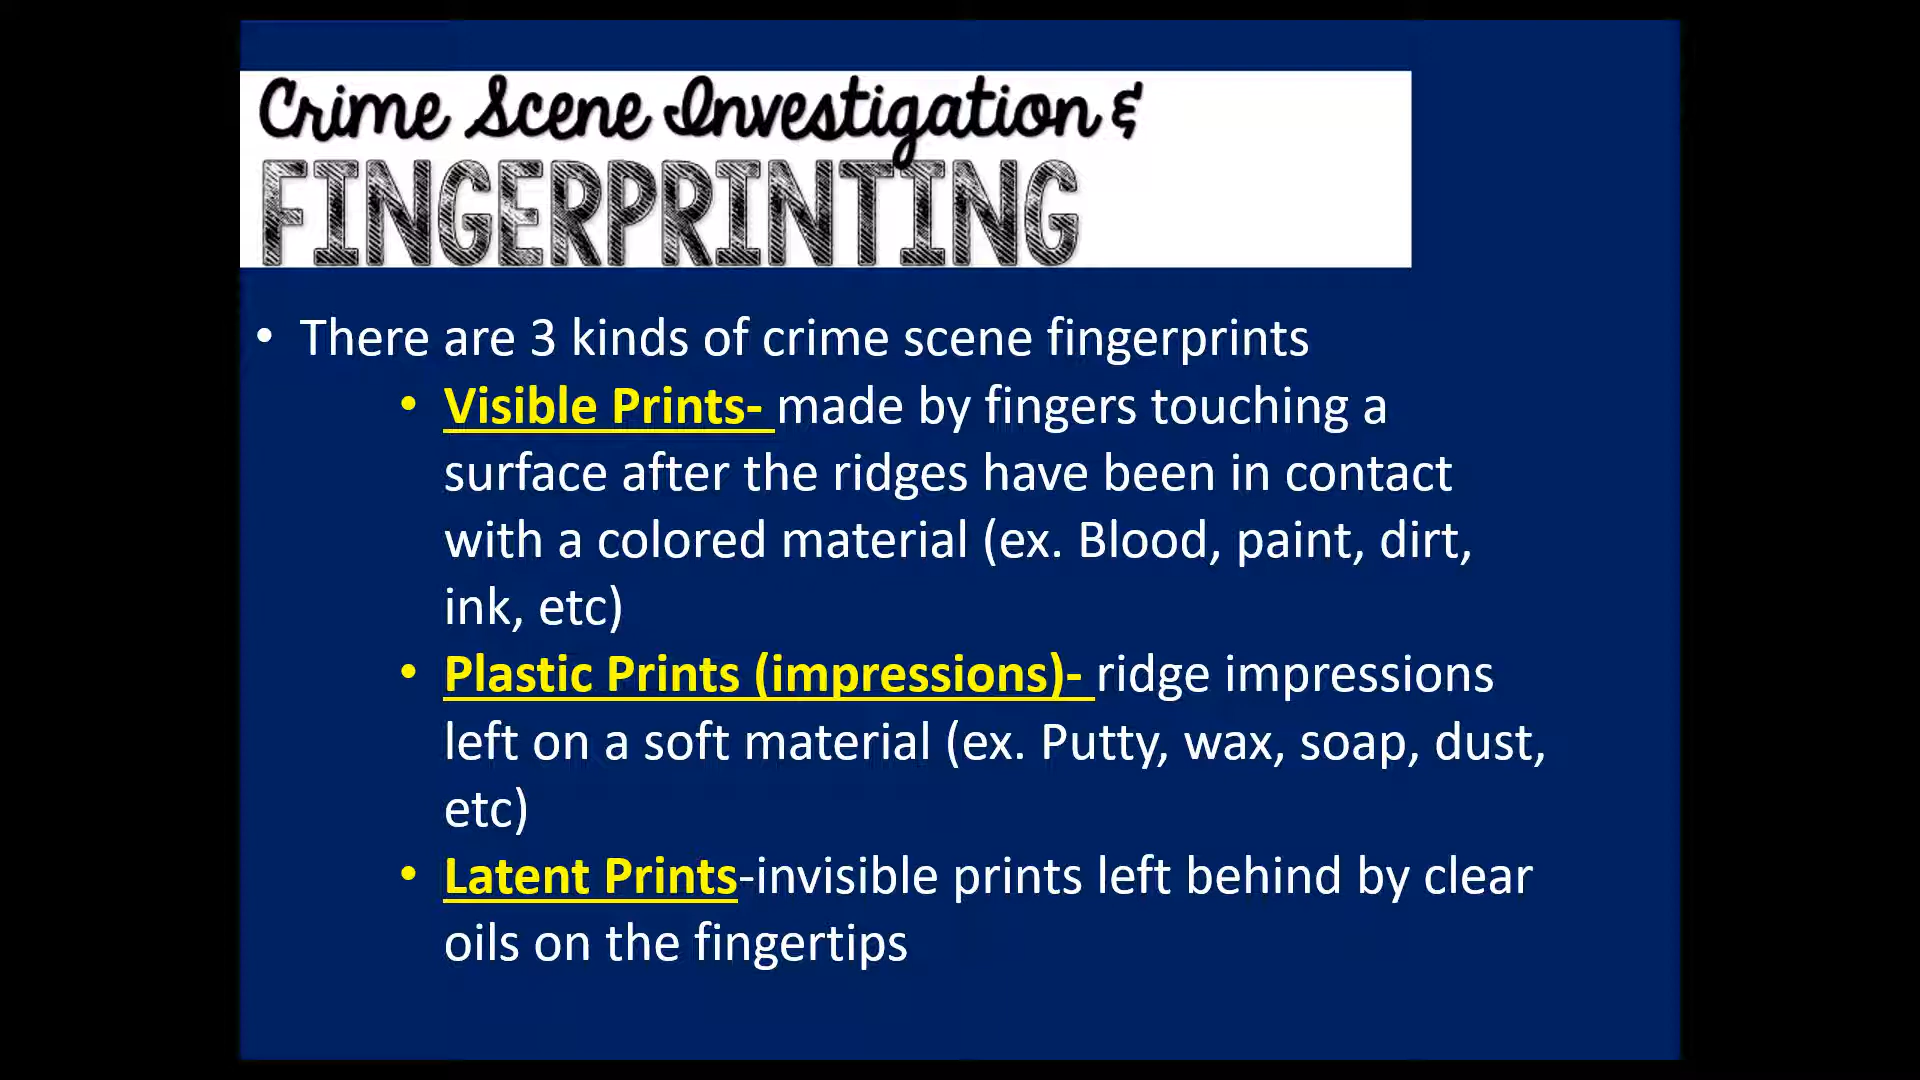 Crime Scene Investigation &
FINGERPRINTING
• There are 3 kinds of crime scene fingerprints
• Visible Prints- made by fingers touching a
surface after the ridges have been in contact
with a colored material (ex. Blood, paint, dirt,
ink, etc)
• Plastic Prints (impressions)- ridge impressions
left on a soft material (ex. Putty, wax, soap, dust,
etc)
• Latent Prints-invisible prints left behind by clear
oils on the fingertips